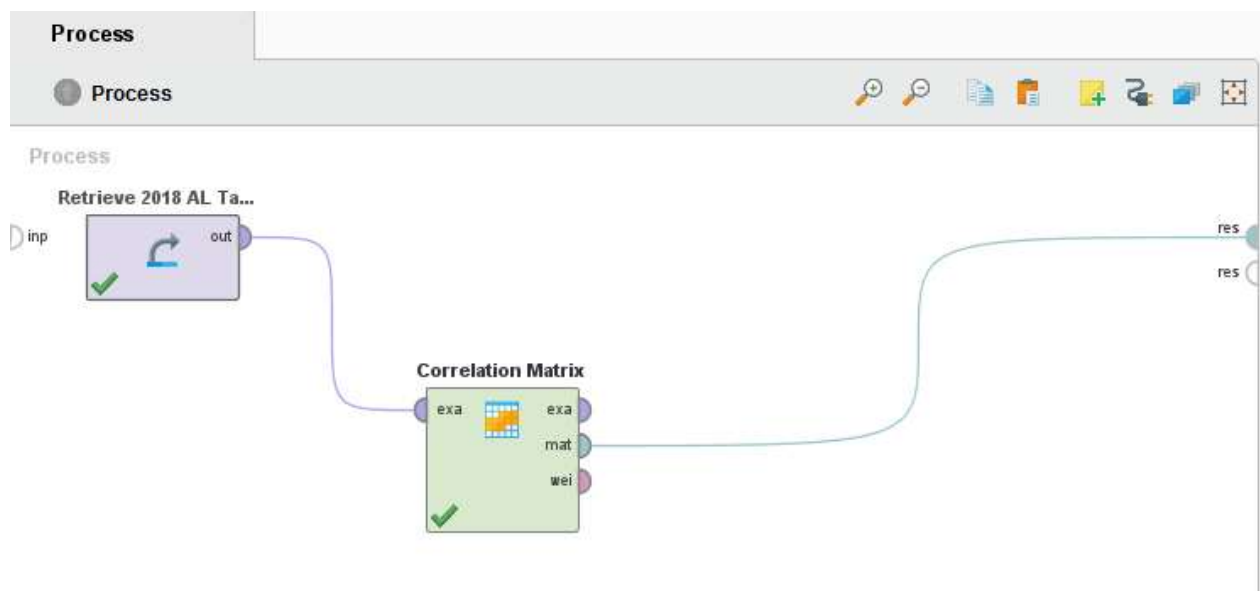 Process
Process
Process
Retrieve 2018 AL Ta...
inp
out
res
res
Correlation Matrix
exa
exa
mat
wei